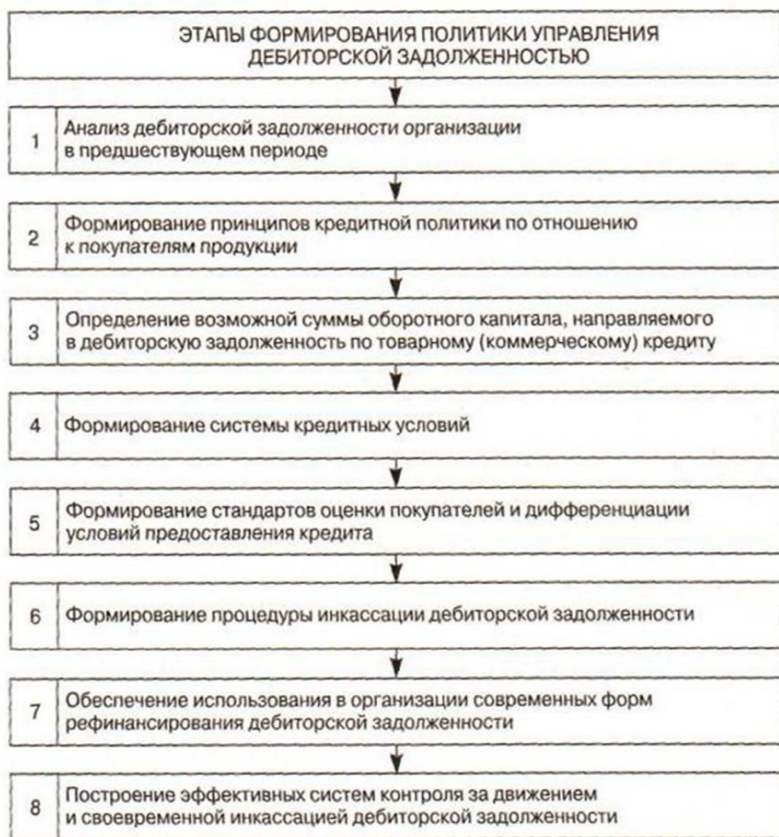 ЭТАПЫ ФОРМИРОВАНИЯ ПОЛИТИКИ УПРАВЛЕНИЯ
ДЕБИТОРСКОЙ ЗАДОЛЖЕННОСТЬЮ
1
Анализ дебиторской задолженности организации
в предшествующем периоде
2
Формирование принципов кредитной политики по отношению
к покупателям продукции
3
Определение возможной суммы оборотного капитала, направляемого
в дебиторскую задолженность по товарному (коммерческому) кредиту
4
Формирование системы кредитных условий
5
Формирование стандартов оценки покупателей и дифференциации
условий предоставления кредита
6
Формирование процедуры инкассации дебиторской задолженности
7
Обеспечение использования в организации современных форм
рефинансирования дебиторской задолженности
8
Построение эффективных систем контроля за движением
и своевременной инкассацией дебиторской задолженности